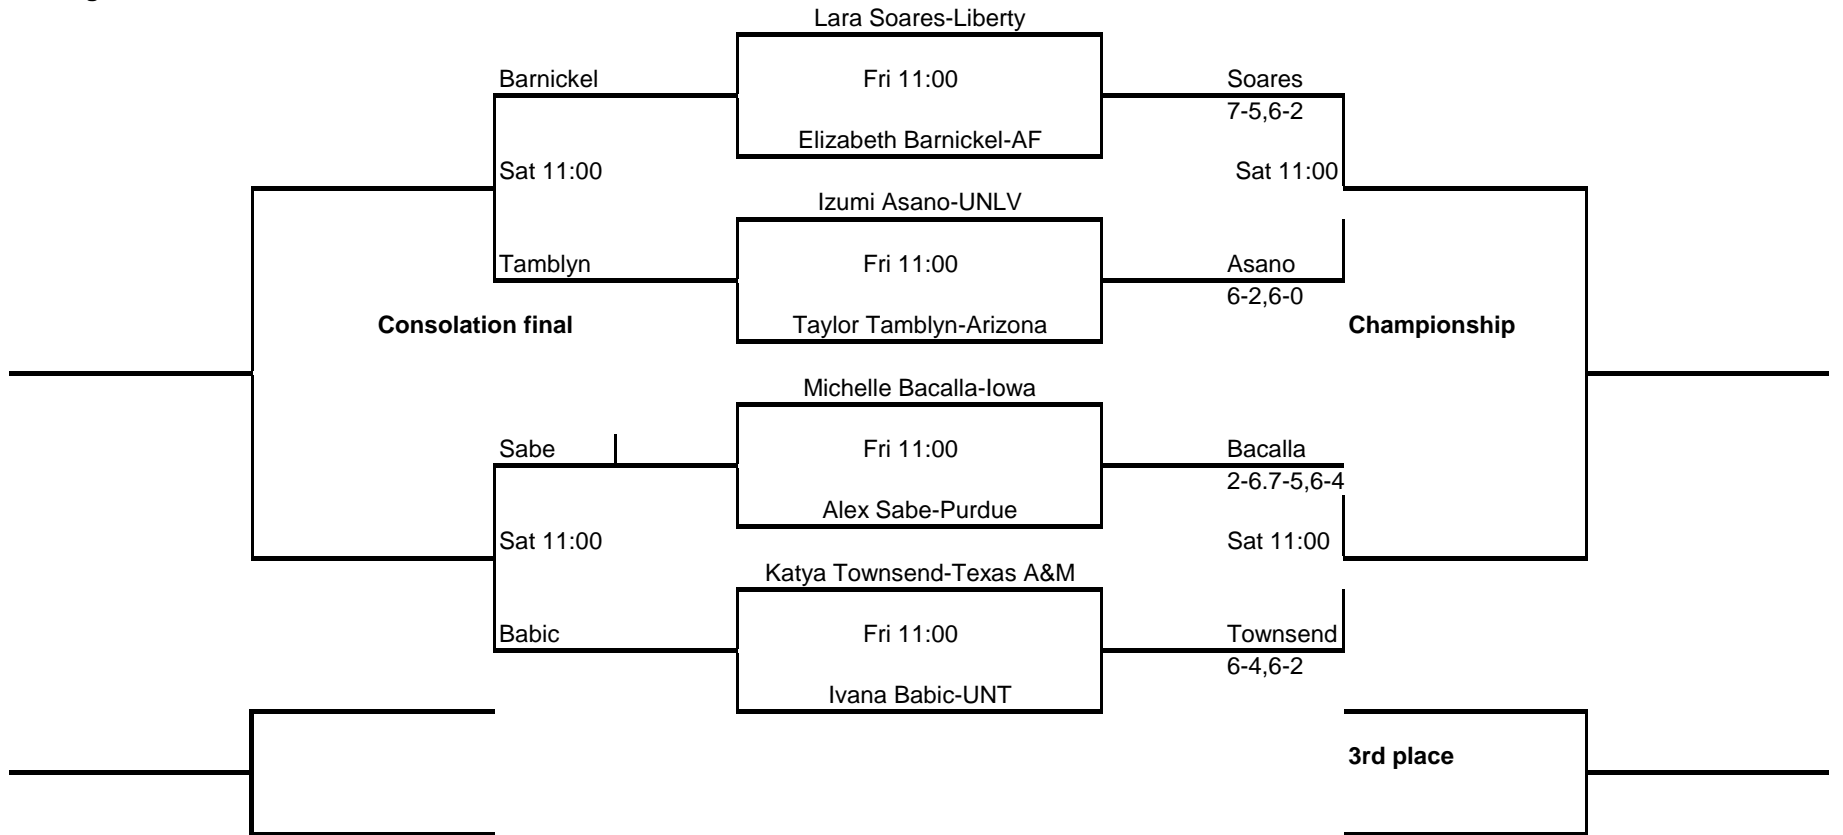 Lara Soares-Liberty
Barnickel
Fri 11:00
Soares
7-5,6-2
Elizabeth Barnickel-AF
Sat 11:00
Sat 11:00
Izumi Asano-UNLV
Tamblyn
Fri 11:00
Asano
6-2,6-0
Consolation final
Taylor Tamblyn-Arizona
Championship
Michelle Bacalla-Iowa
Sabe
Fri 11:00
Bacalla
2-6.7-5,6-4
Alex Sabe-Purdue
Sat 11:00
Sat 11:00
Katya Townsend-Texas A&M
Babic
Fri 11:00
Townsend
6-4,6-2
Ivana Babic-UNT
3rd place